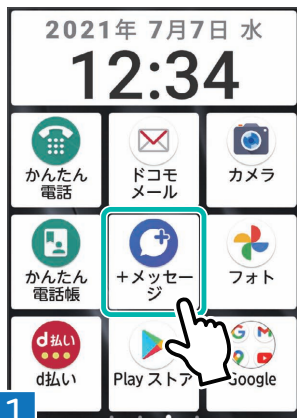 2021年 7月7日 水
12:34
かんたん
電話
ドコモ
メール
カメラ
かんたん
電話帳
+メッセー
ジ
フォト
d払い
d払い
Play ストア
Google
1